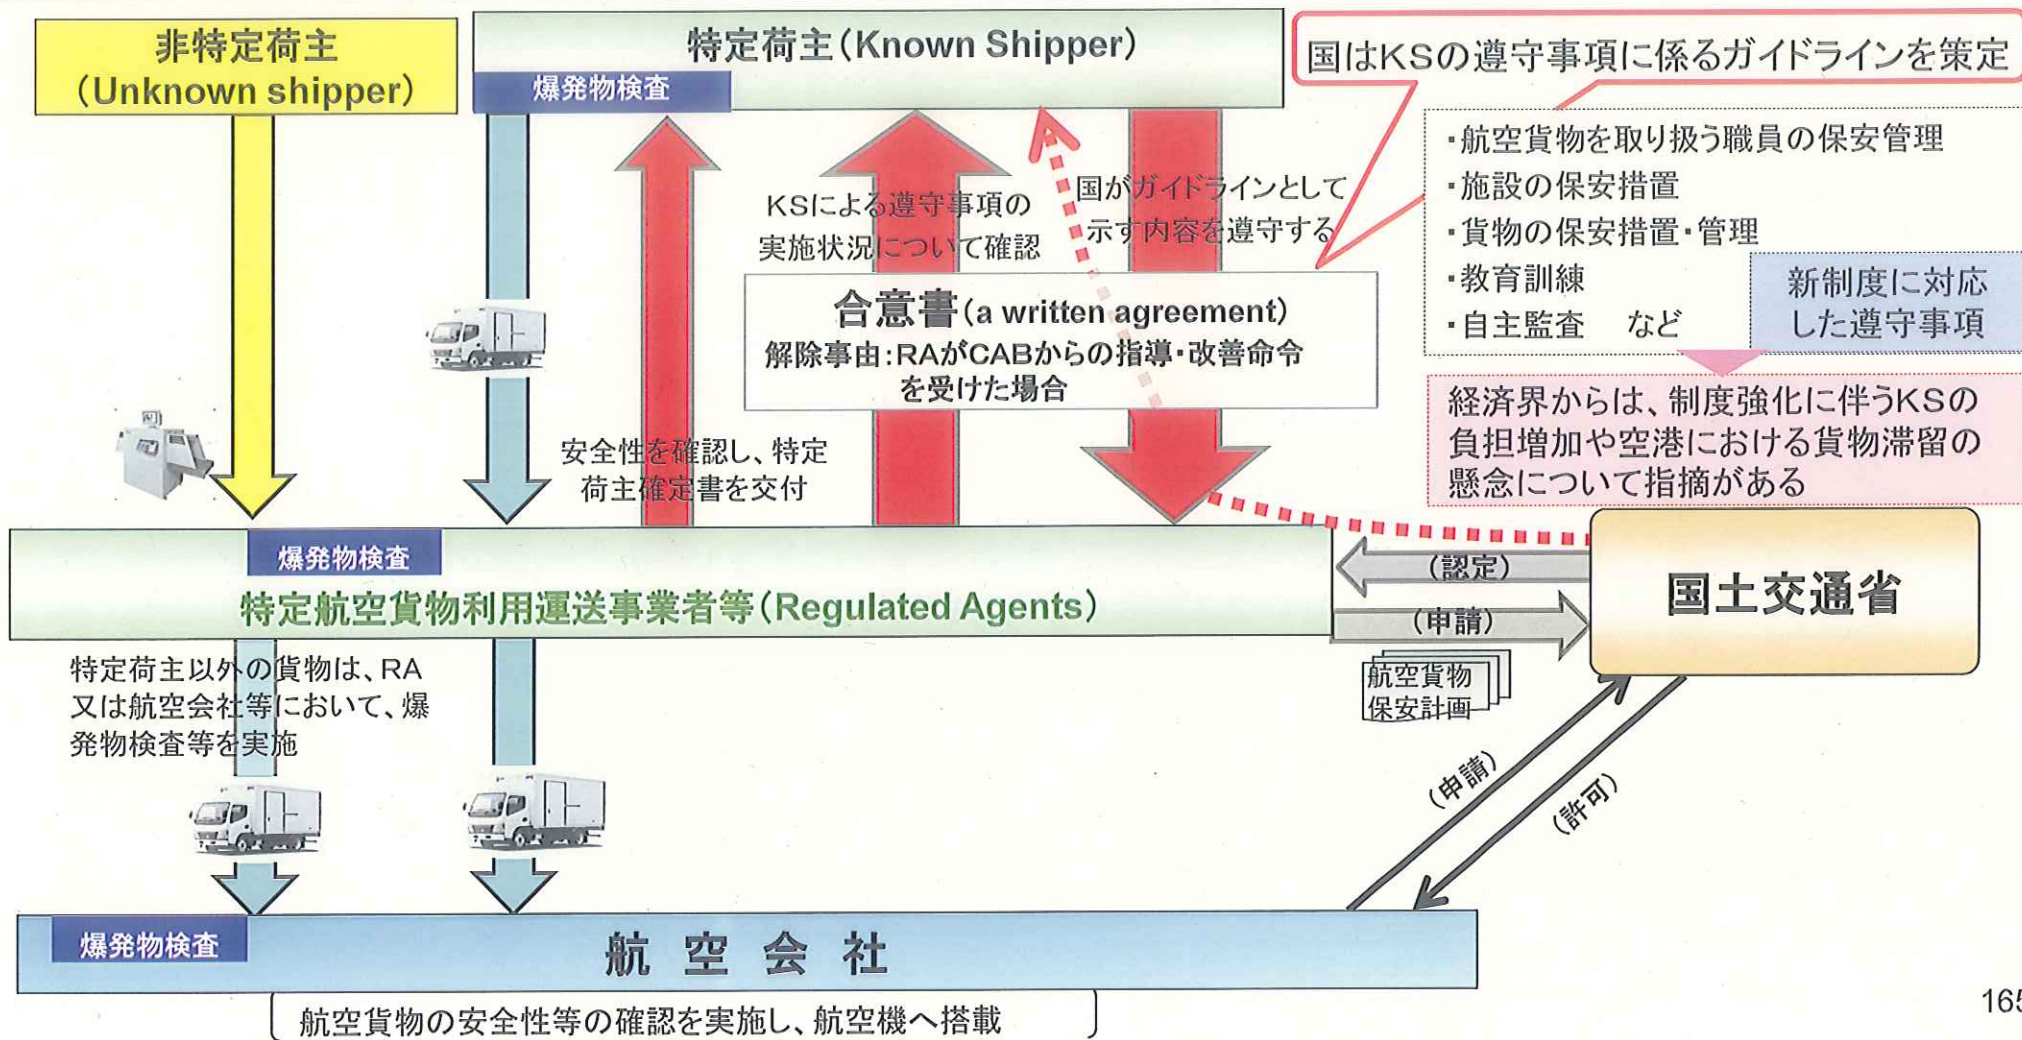 非特定荷主
(Unknown shipper)
特定荷主(Known Shipper)
爆発物検査
国はKSの遵守事項に係るガイドラインを策定
・航空貨物を取り扱う職員の保安管理
・施設の保安措置
・貨物の保安措置・管理
・教育訓練
・自主監査 など
新制度に対応
した遵守事項
KSによる遵守事項の
実施状況について確認
国がガイドラインとして
示す内容を遵守する
合意書(a written agreement)
解除事由:RAがCABからの指導・改善命令
を受けた場合
経済界からは、制度強化に伴うKSの
負担増加や空港における貨物滞留の
懸念について指摘がある
安全性を確認し、特定
荷主確定書を交付
爆発物検査
特定航空貨物利用運送事業者等(Regulated Agents)
(認定)
(申請)
国土交通省
航空貨物
保安計画
特定荷主以外の貨物は、RA
又は航空会社等において、爆
発物検査等を実施
(申請)
(許可)
爆発物検査
航空会社
航空貨物の安全性等の確認を実施し、航空機へ搭載
165